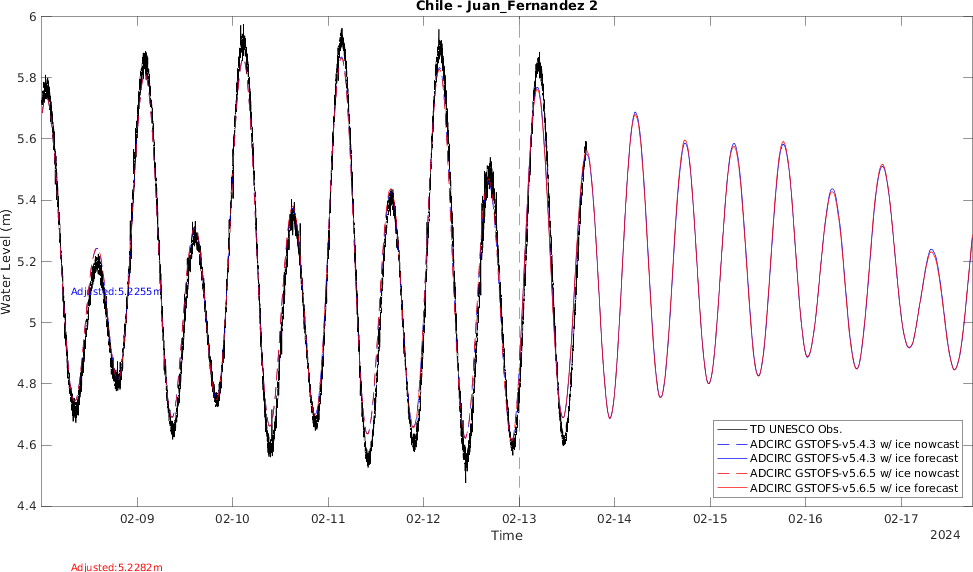 Chile - Juan_Fernandez 2
6
5.8
5.6
5.4
5.2
5
4.8
4.6
4.4
Water Level (m)
Adjusted:5.2255m
TD UNESCO Obs.
ADCIRC GSTOFS-v5.4.3 w/ ice nowcast
ADCIRC GSTOFS-v5.4.3 w/ ice forecast
ADCIRC GSTOFS-v5.6.5 w/ ice nowcast
ADCIRC GSTOFS-v5.6.5 w/ ice forecast
02-09 02-10 02-11 02-12 02-13 02-14 02-15 02-16 02-17
Time
2024
Adjusted:5.2282m